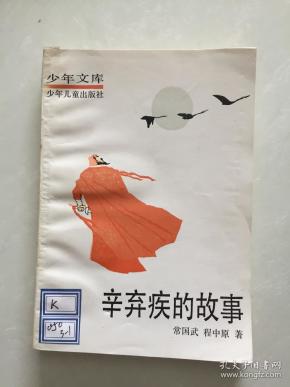 少年文库
少年儿童出版社
辛弃疾的故事
常国武 程中原 著
K
孔夫子旧书网